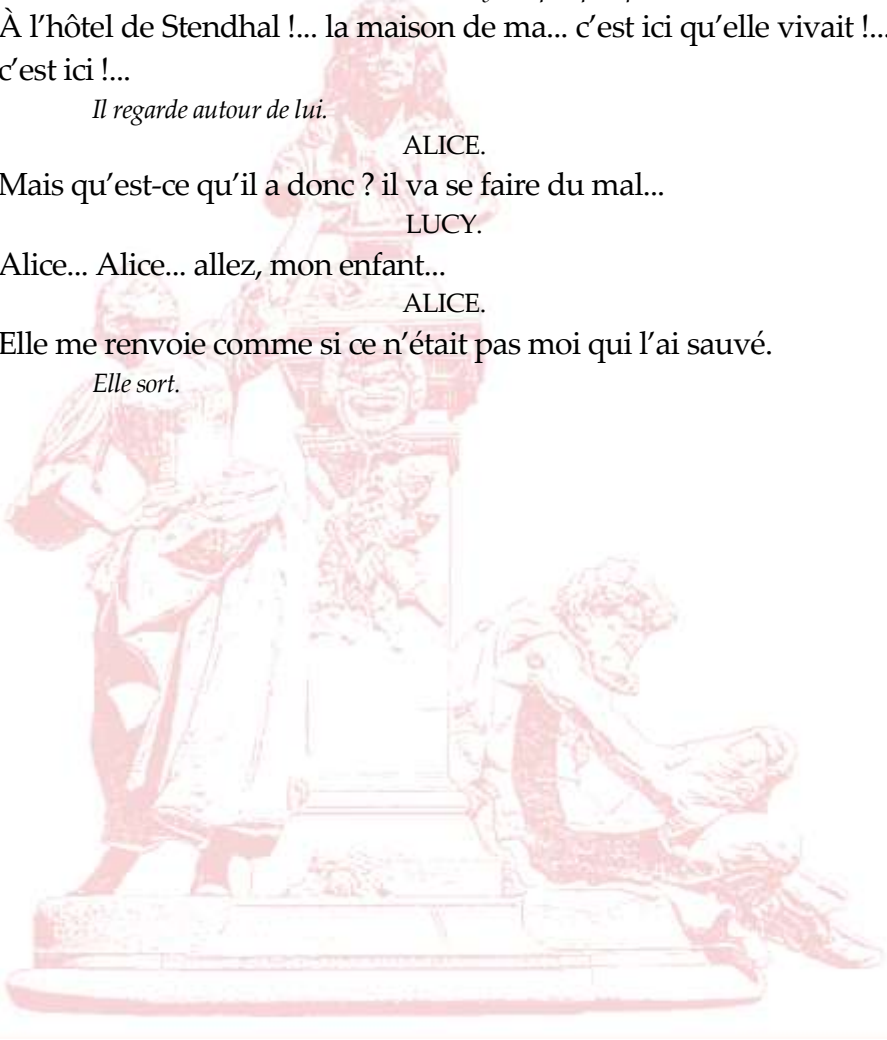 À l’hôtel de Stendhal !... la maison de ma... c’est ici qu’elle vivait !...
c’est ici !...
Il regarde autour de lui.
ALICE.
Mais qu’est-ce qu’il a donc ? il va se faire du mal...
LUCY.
Alice... Alice... allez, mon enfant...
ALICE.
Elle me renvoie comme si ce n’était pas moi qui l’ai sauvé.
Elle sort.